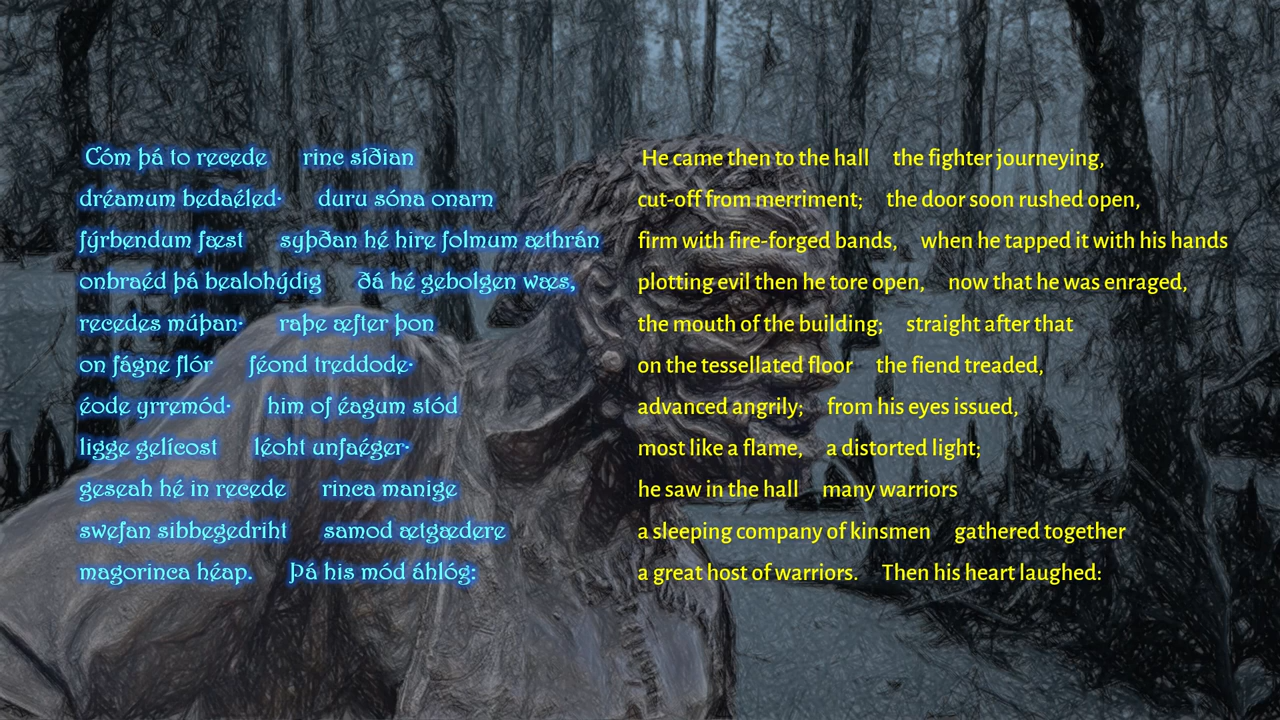 Cóm þá to recede rinc síðian
dréamum bedaéled· duru sóna onarn
fýrbendum fæst syþðan hé hire folmum æthrán
onbraéd þá bealohýdig ðá hé gebolgen wæs,
recedes múþan· raþe æfter þon
on fágne flór féond treddode·
éode yrremód· him of éagum stód
ligge gelícost léoht unfaéger·
geseah hé in recede rinca manige
swefan sibbegedriht samod ætgædere
magorinca héap. Þá his mód áhlóg:
He came then to the hall the fighter journeying,
cut-off from merriment; the door soon rushed open,
firm with fire-forged bands, when he tapped it with his hands
plotting evil then he tore open, now that he was enraged,
the mouth of the building; straight after that
on the tessellated floor the fiend treaded,
advanced angrily; from his eyes issued,
most like a flame, a distorted light;
he saw in the hall many warriors
a sleeping company of kinsmen gathered together
a great host of warriors. Then his heart laughed: